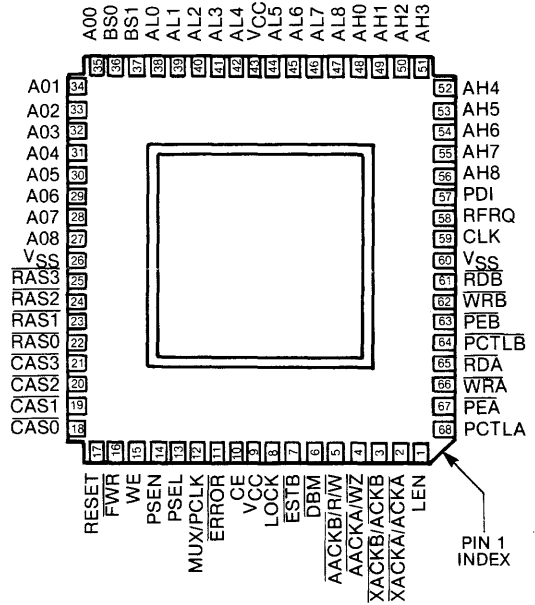 A00 BS0 BS1 AL0 AL1 AL2 AL3 AL4 VCC AL5 AL6 AL7 AL8 AH0 AH1 AH2 AH3
35 36 37 38 39 40 41 42 43 44 45 46 47 48 49 50 51
A01 34 52 AH4
A02 33 53 AH5
A03 32 54 AH6
A04 31 55 AH7
A05 30 56 AH8
A06 29 57 PDI
A07 28 58 RFRQ
A08 27 59 CLK
VSS 26 60 VSS
RAS3 25 61 RDB
RAS2 24 62 WRB
RAS1 23 63 PEB
RAS0 22 64 PCTLB
CAS3 21 65 RDA
CAS2 20 66 WRA
CAS1 19 67 PEA
CAS0 18 68 PCTLA
17 16 15 14 13 12 11 10 9 8 7 6 5 4 3 2 1
RESET FWR WE PSEN PSEL MUX/PCLK ERROR CE VCC LOCK ESTB DBM AACKB/R/W AACKA/WZ XACKB/ACKB XACKA/ACKA LEN
PIN 1
INDEX